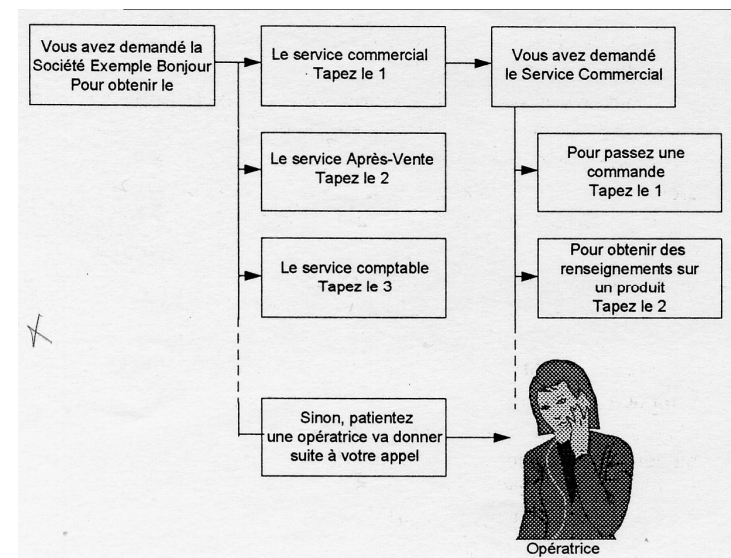 Vous avez demandé la
Société Exemple Bonjour
Pour obtenir le
Le service commercial
Tapez le 1
Vous avez demandé
le Service Commercial
Le service Après-Vente
Tapez le 2
Pour passez une
commande
Tapez le 1
Le service comptable
Tapez le 3
Pour obtenir des
renseignements sur
un produit
Tapez le 2
Sinon, patientez
une opératrice va donner
suite à votre appel
Opératrice